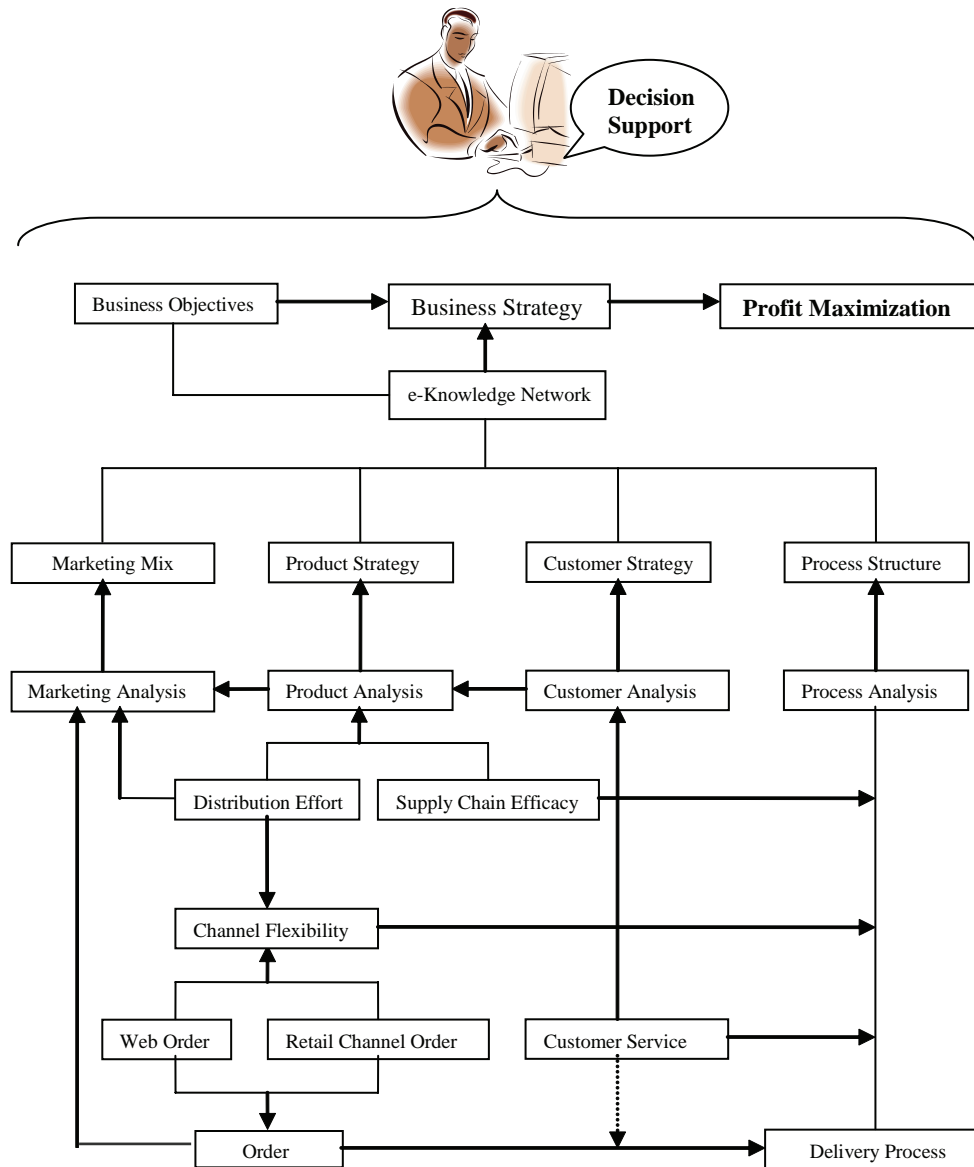 Decision
Support
Business Objectives
Business Strategy
Profit Maximization
e-Knowledge Network
Marketing Mix
Product Strategy
Customer Strategy
Process Structure
Marketing Analysis
Product Analysis
Customer Analysis
Process Analysis
Distribution Effort
Supply Chain Efficacy
Channel Flexibility
Web Order
Retail Channel Order
Customer Service
Order
Delivery Process